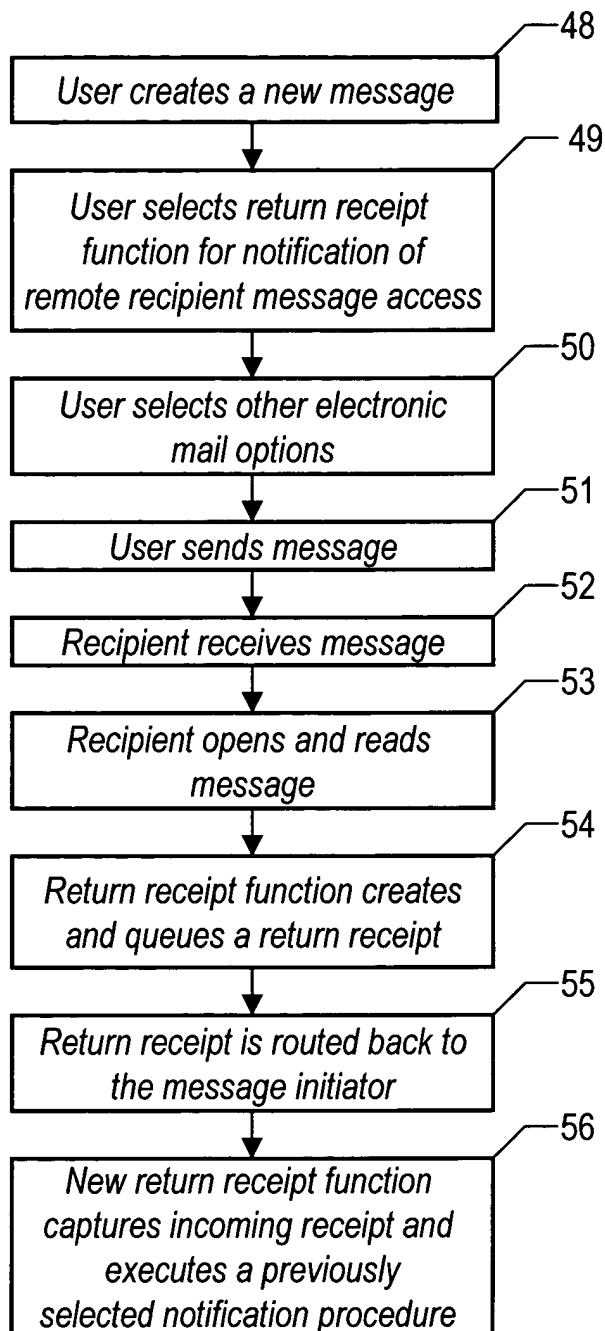 48
User creates a new message
49
User selects return receipt
function for notification of
remote recipient message access
50
User selects other electronic
mail options
51
User sends message
52
Recipient receives message
53
Recipient opens and reads
message
54
Return receipt function creates
and queues a return receipt
55
Return receipt is routed back to
the message initiator
56
New return receipt function
captures incoming receipt and
executes a previously
selected notification procedure